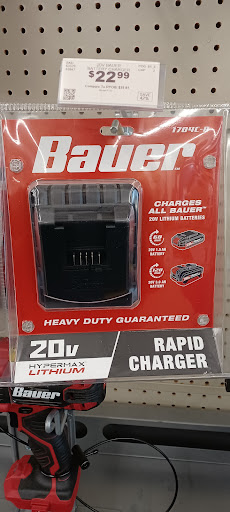 $22.99
1704C-B
Bauer
CHARGES
ALL BAUER™
20V LITHIUM BATTERIES
BATTERY
BATTERY
HEAVY DUTY GUARANTEED
20V
HYPERMAX
LITHIUM
RAPID
CHARGER
Bauer